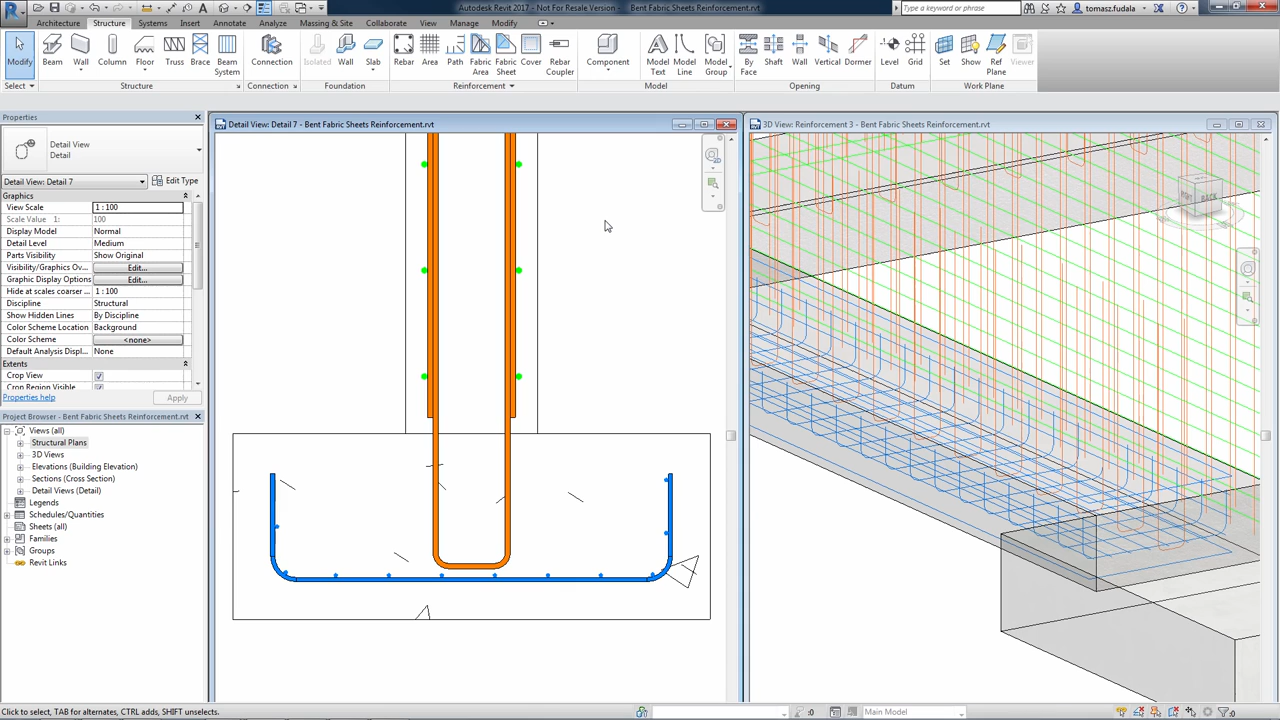 Autodesk Revit 2017 - Not For Resale Version - Bent Fabric Sheets Reinforcement.rvt
Type a keyword or phrase
tomasz.fudala
Architecture Structure Systems Insert Annotate Analyze Massing & Site Collaborate View Manage Modify
Modify Beam Wall Column Floor Truss Brace Beam System Connection Isolated Wall Slab Rebar Area Path Fabric Area Fabric Sheet Cover Rebar Coupler Component Model Text Model Line Model Group By Face Shaft Wall Vertical Dormer Level Grid Set Show Ref Plane Viewer
Select Structure Connection Foundation Reinforcement Model Opening Datum Work Plane
Properties
Detail View
Detail
Detail View: Detail 7
Edit Type
Graphics
View Scale 1 : 100
Scale Value 1: 100
Display Model Normal
Detail Level Medium
Parts Visibility Show Original
Visibility/Graphics Ov... Edit...
Graphic Display Options Edit...
Hide at scales coarser ... 1 : 100
Discipline Structural
Show Hidden Lines By Discipline
Color Scheme Location Background
Color Scheme <none>
Default Analysis Displ... None
Extents
Crop View
Crop Region Visible
Properties help
Apply
Project Browser - Bent Fabric Sheets Reinforcement.rvt
Views (all)
Structural Plans
3D Views
Elevations (Building Elevation)
Sections (Cross Section)
Detail Views (Detail)
Legends
Schedules/Quantities
Sheets (all)
Families
Groups
Revit Links
Detail View: Detail 7 - Bent Fabric Sheets Reinforcement.rvt
3D View: Reinforcement 3 - Bent Fabric Sheets Reinforcement.rvt
BACK
Click to select, TAB for alternates, CTRL adds, SHIFT unselects.
:0
Main Model
:0